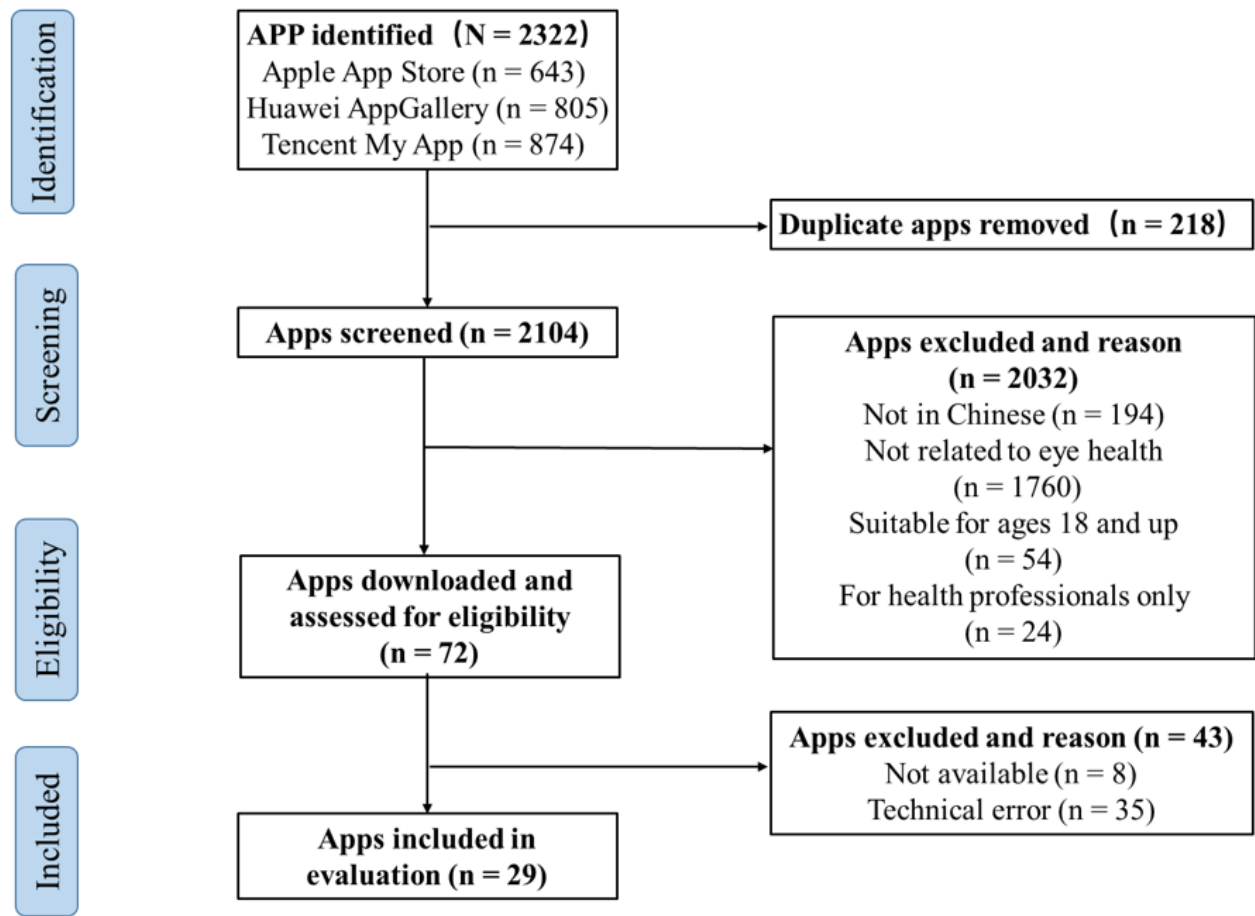 Identification
APP identified（N = 2322）
Apple App Store (n = 643)
Huawei AppGallery (n = 805)
Tencent My App (n = 874)
Duplicate apps removed（n = 218）
Screening
Apps screened (n = 2104)
Apps excluded and reason
(n = 2032)
Not in Chinese (n = 194)
Not related to eye health
(n = 1760)
Suitable for ages 18 and up
(n = 54)
For health professionals only
(n = 24)
Eligibility
Apps downloaded and
assessed for eligibility
(n = 72)
Apps excluded and reason (n = 43)
Not available (n = 8)
Technical error (n = 35)
Included
Apps included in
evaluation (n = 29)